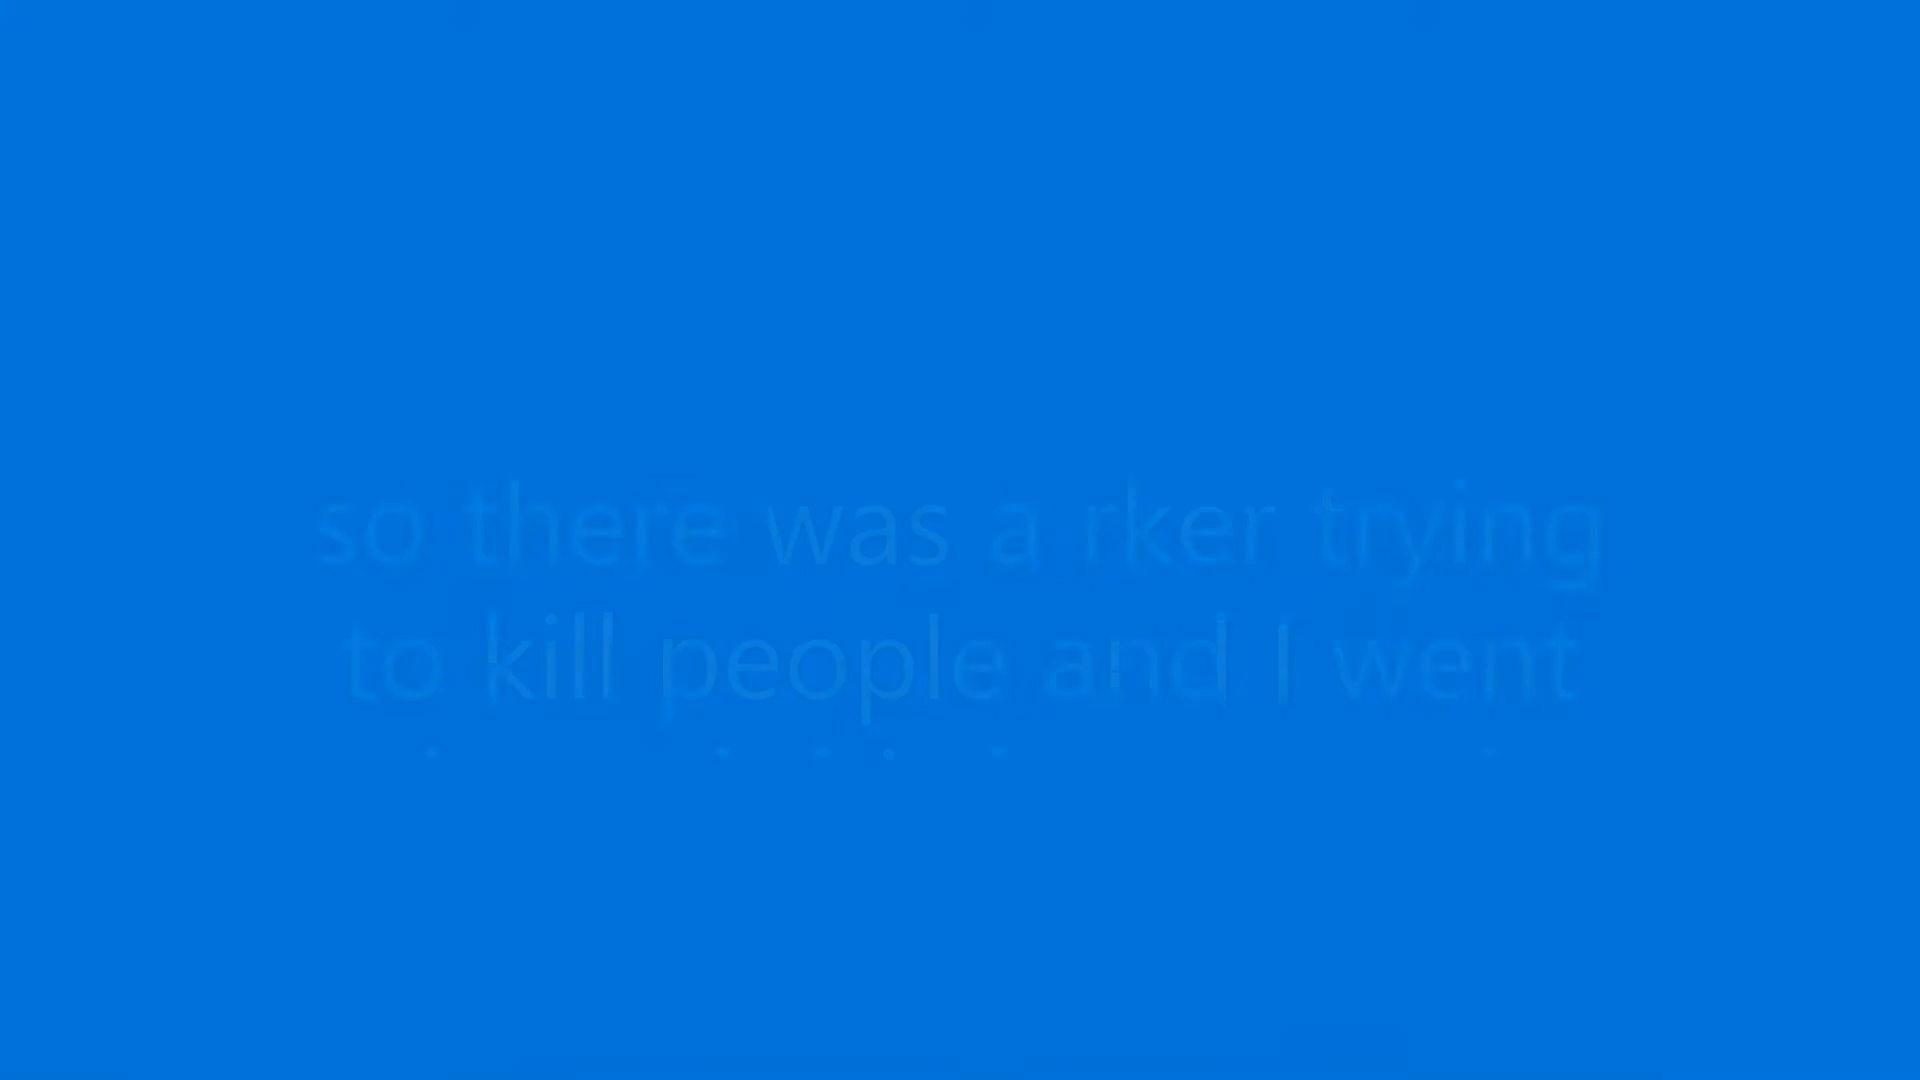 so there was a rker trying
to kill people and I went